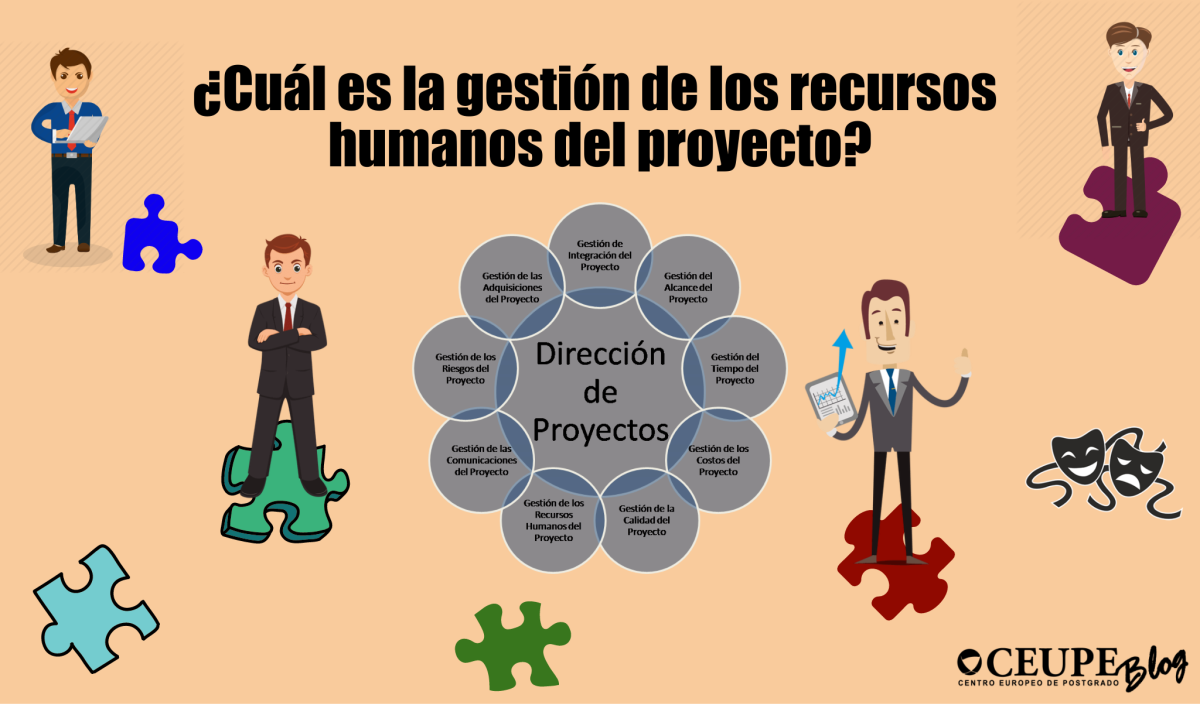 ¿Cuál es la gestión de los recursos
humanos del proyecto?
Gestión de
Integración del
Proyecto
Gestión del
Alcance del
Proyecto
Gestión del
Tiempo del
Proyecto
Gestión de los
Costos del
Proyecto
Gestión de la
Calidad del
Proyecto
Gestión de los
Recursos
Humanos del
Proyecto
Gestión de las
Comunicaciones
del Proyecto
Gestión de los
Riesgos del
Proyecto
Gestión de las
Adquisiciones
del Proyecto
Dirección
de
Proyectos
CEUPE Blog
CENTRO EUROPEO DE POSTGRADO